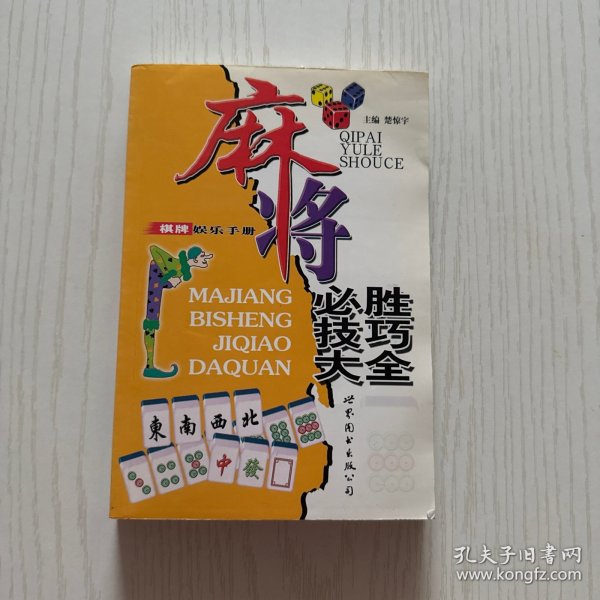 麻将
主编 楚惊宇
QIPAI
YULE
SHOUCE
棋牌娱乐手册
MAJIANG
BISHENG
JIQIAO
DAQUAN
必胜
技巧
大全
東 南 西 北
中 發
世界图书出版公司
孔夫子旧书网
www.kongfz.com